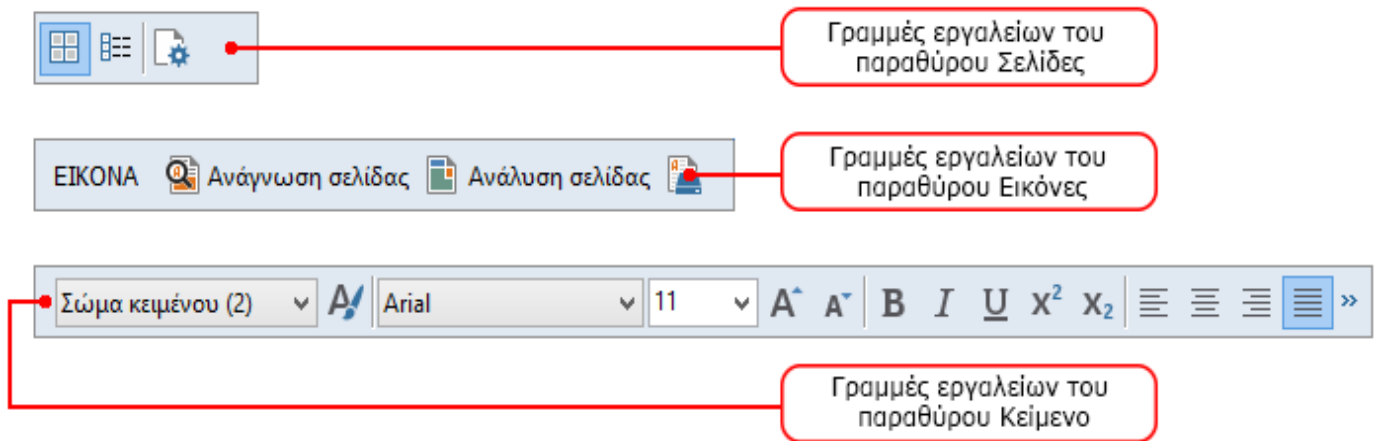 Γραμμές εργαλείων του
παραθύρου Σελίδες
ΕΙΚΟΝΑ Ανάγνωση σελίδας Ανάλυση σελίδας
Γραμμές εργαλείων του
παραθύρου Εικόνες
Σώμα κειμένου (2) Arial 11 A A B I U X² X₂ »
Γραμμές εργαλείων του
παραθύρου Κείμενο